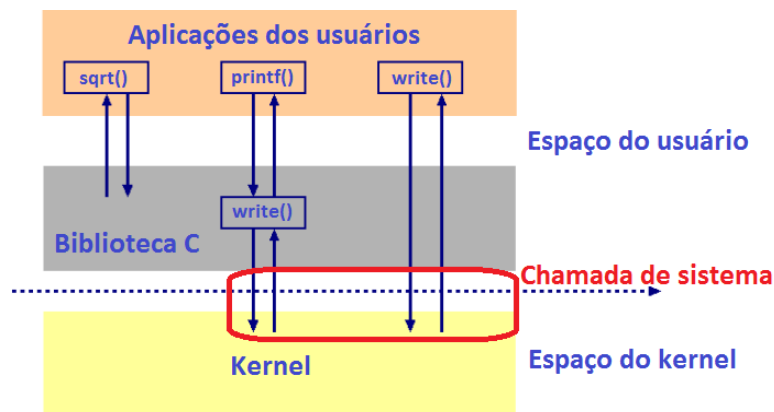 Aplicações dos usuários
sqrt()
printf()
write()
Espaço do usuário
write()
Biblioteca C
Chamada de sistema
Kernel
Espaço do kernel